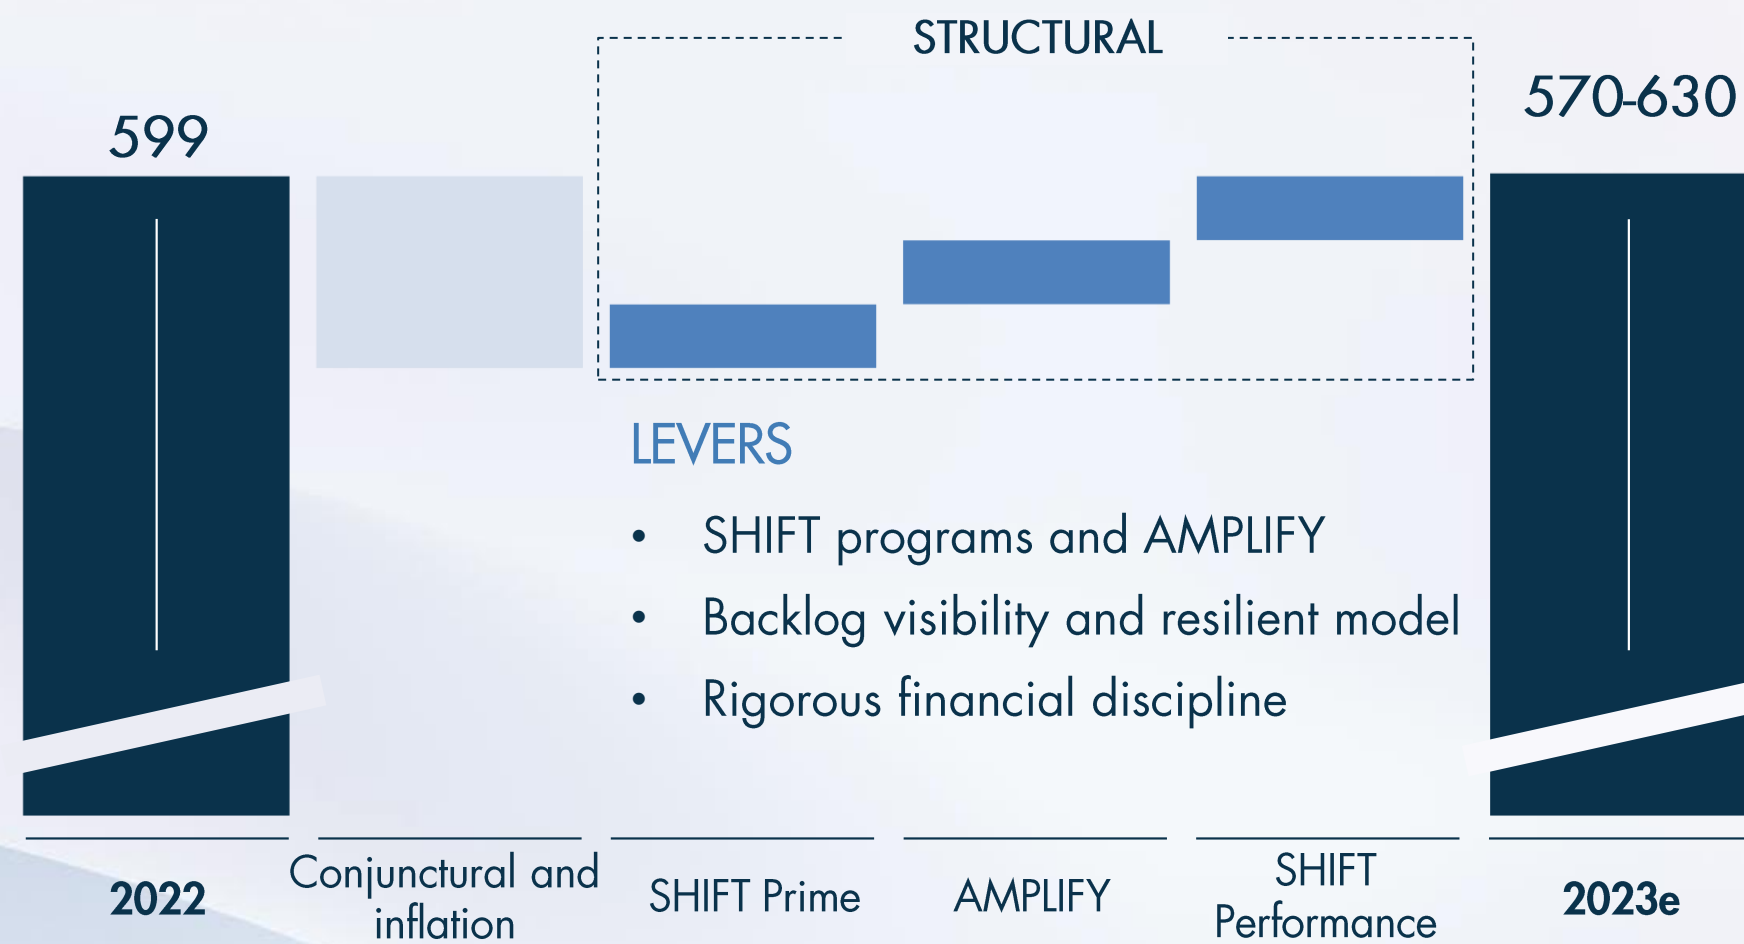 STRUCTURAL
599
570-630
LEVERS
• SHIFT programs and AMPLIFY
• Backlog visibility and resilient model
• Rigorous financial discipline
2022
Conjunctural and
inflation
SHIFT Prime
AMPLIFY
SHIFT
Performance
2023e